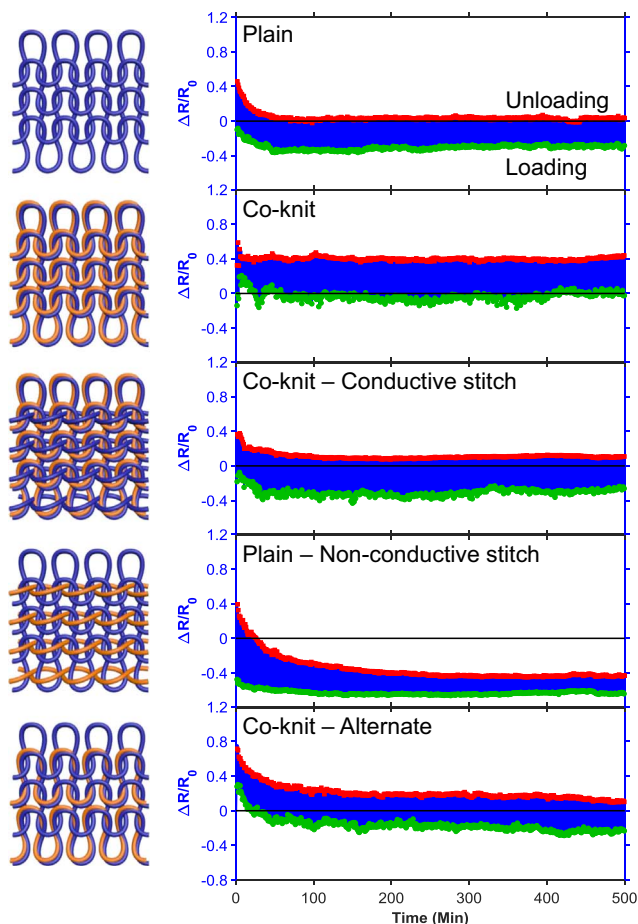 1.2
Plain
0.8
ΔR/R0
0.4
Unloading
0
-0.4
Loading
1.2
Co-knit
0.8
ΔR/R0
0.4
0
-0.4
1.2
Co-knit – Conductive stitch
0.8
ΔR/R0
0.4
0
-0.4
1.2
Plain – Non-conductive stitch
0.8
ΔR/R0
0.4
0
-0.4
1.2
Co-knit – Alternate
0.8
ΔR/R0
0.4
0
-0.4
-0.8
0 100 200 300 400 500
Time (Min)